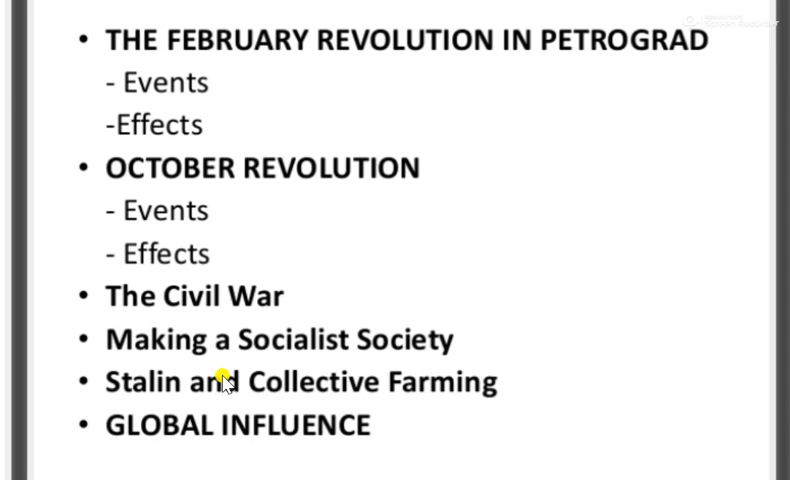 • THE FEBRUARY REVOLUTION IN PETROGRAD
- Events
-Effects
• OCTOBER REVOLUTION
- Events
- Effects
• The Civil War
• Making a Socialist Society
• Stalin and Collective Farming
• GLOBAL INFLUENCE